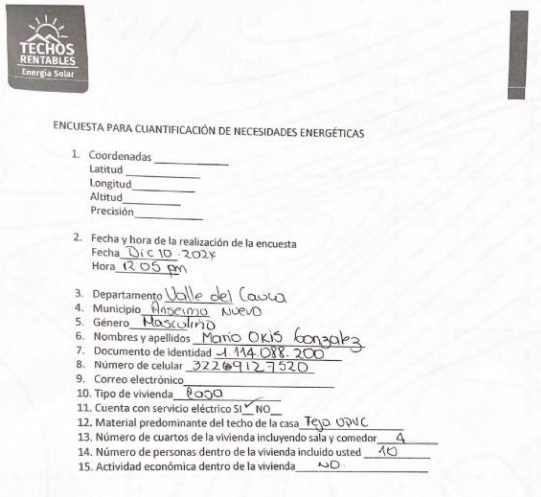 TECHOS
RENTABLES
Energía Solar
ENCUESTA PARA CUANTIFICACIÓN DE NECESIDADES ENERGÉTICAS
1. Coordenadas
Latitud
Longitud
Altitud
Precisión
2. Fecha y hora de la realización de la encuesta
Fecha Dic 10 . 2024
Hora 12 05 pm
3. Departamento Valle del Cauca
4. Municipio Anselmo Nuevo
5. Género Masculino
6. Nombres y apellidos Mario Okis Gonzalez
7. Documento de identidad 1.114.088.200
8. Número de celular
9. Correo electrónico
10. Tipo de vivienda
11. Cuenta con servicio eléctrico SI ✓ NO
12. Material predominante del techo de la casa Teja
13. Número de cuartos de la vivienda incluyendo sala y comedor 4
14. Número de personas dentro de la vivienda incluido usted 10
15. Actividad económica dentro de la vivienda NO.